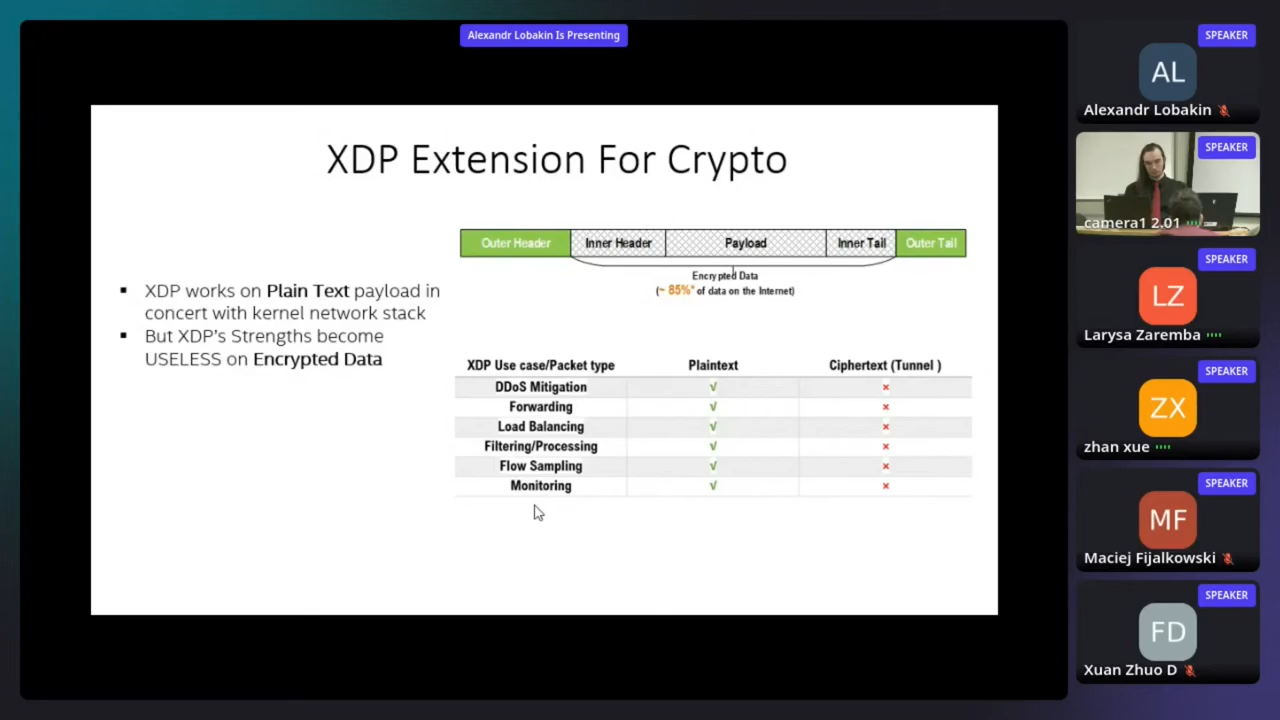 Alexandr Lobakin Is Presenting
XDP Extension For Crypto
Outer Header Inner Header Payload Inner Tail Outer Tail
Encrypted Data
(~ 85%* of data on the Internet)
▪ XDP works on Plain Text payload in
concert with kernel network stack
▪ But XDP's Strengths become
USELESS on Encrypted Data
XDP Use case/Packet type Plaintext Ciphertext (Tunnel )
DDoS Mitigation √ ×
Forwarding √ ×
Load Balancing √ ×
Filtering/Processing √ ×
Flow Sampling √ ×
Monitoring √ ×
SPEAKER
AL
Alexandr Lobakin
SPEAKER
camera1 2.01
SPEAKER
LZ
Larysa Zaremba
SPEAKER
ZX
zhan xue
SPEAKER
MF
Maciej Fijalkowski
SPEAKER
FD
Xuan Zhuo D